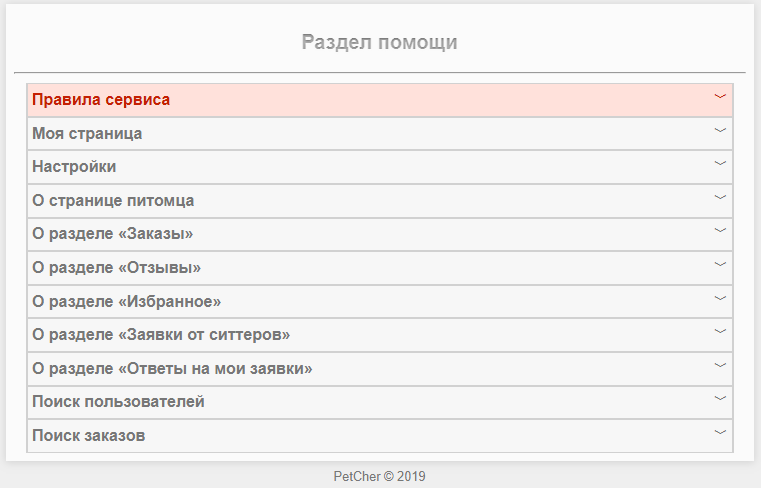 Раздел помощи
Правила сервиса
Моя страница
Настройки
О странице питомца
О разделе «Заказы»
О разделе «Отзывы»
О разделе «Избранное»
О разделе «Заявки от ситтеров»
О разделе «Ответы на мои заявки»
Поиск пользователей
Поиск заказов
PetCher © 2019